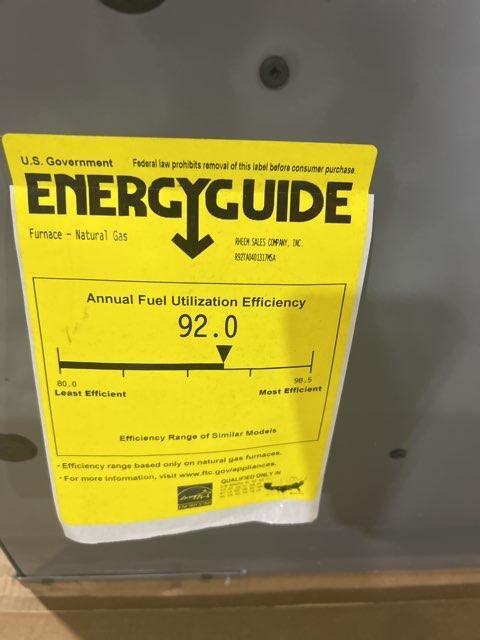 U.S. Government Federal law prohibits removal of this label before consumer purchase.
ENERGYGUIDE
Furnace - Natural Gas
RHEEM SALES COMPANY, INC.
R92TA0401317MSA
Annual Fuel Utilization Efficiency
92.0
80.0 98.5
Least Efficient Most Efficient
Efficiency Range of Similar Models
· Efficiency range based only on natural gas furnaces.
· For more information, visit www.ftc.gov/appliances.
QUALIFIED ONLY IN
ENERGY STAR